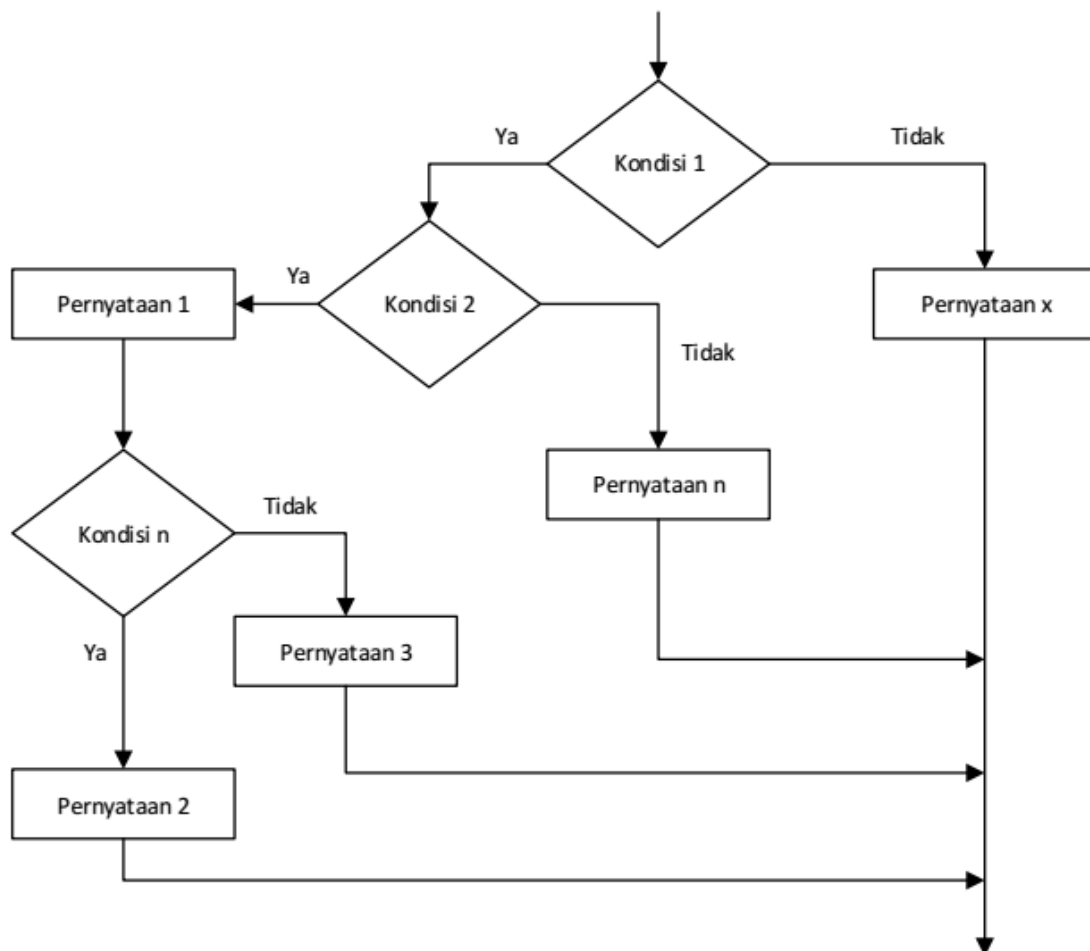 Ya
Tidak
Kondisi 1
Ya
Pernyataan 1
Kondisi 2
Pernyataan x
Tidak
Pernyataan n
Tidak
Kondisi n
Ya
Pernyataan 3
Pernyataan 2